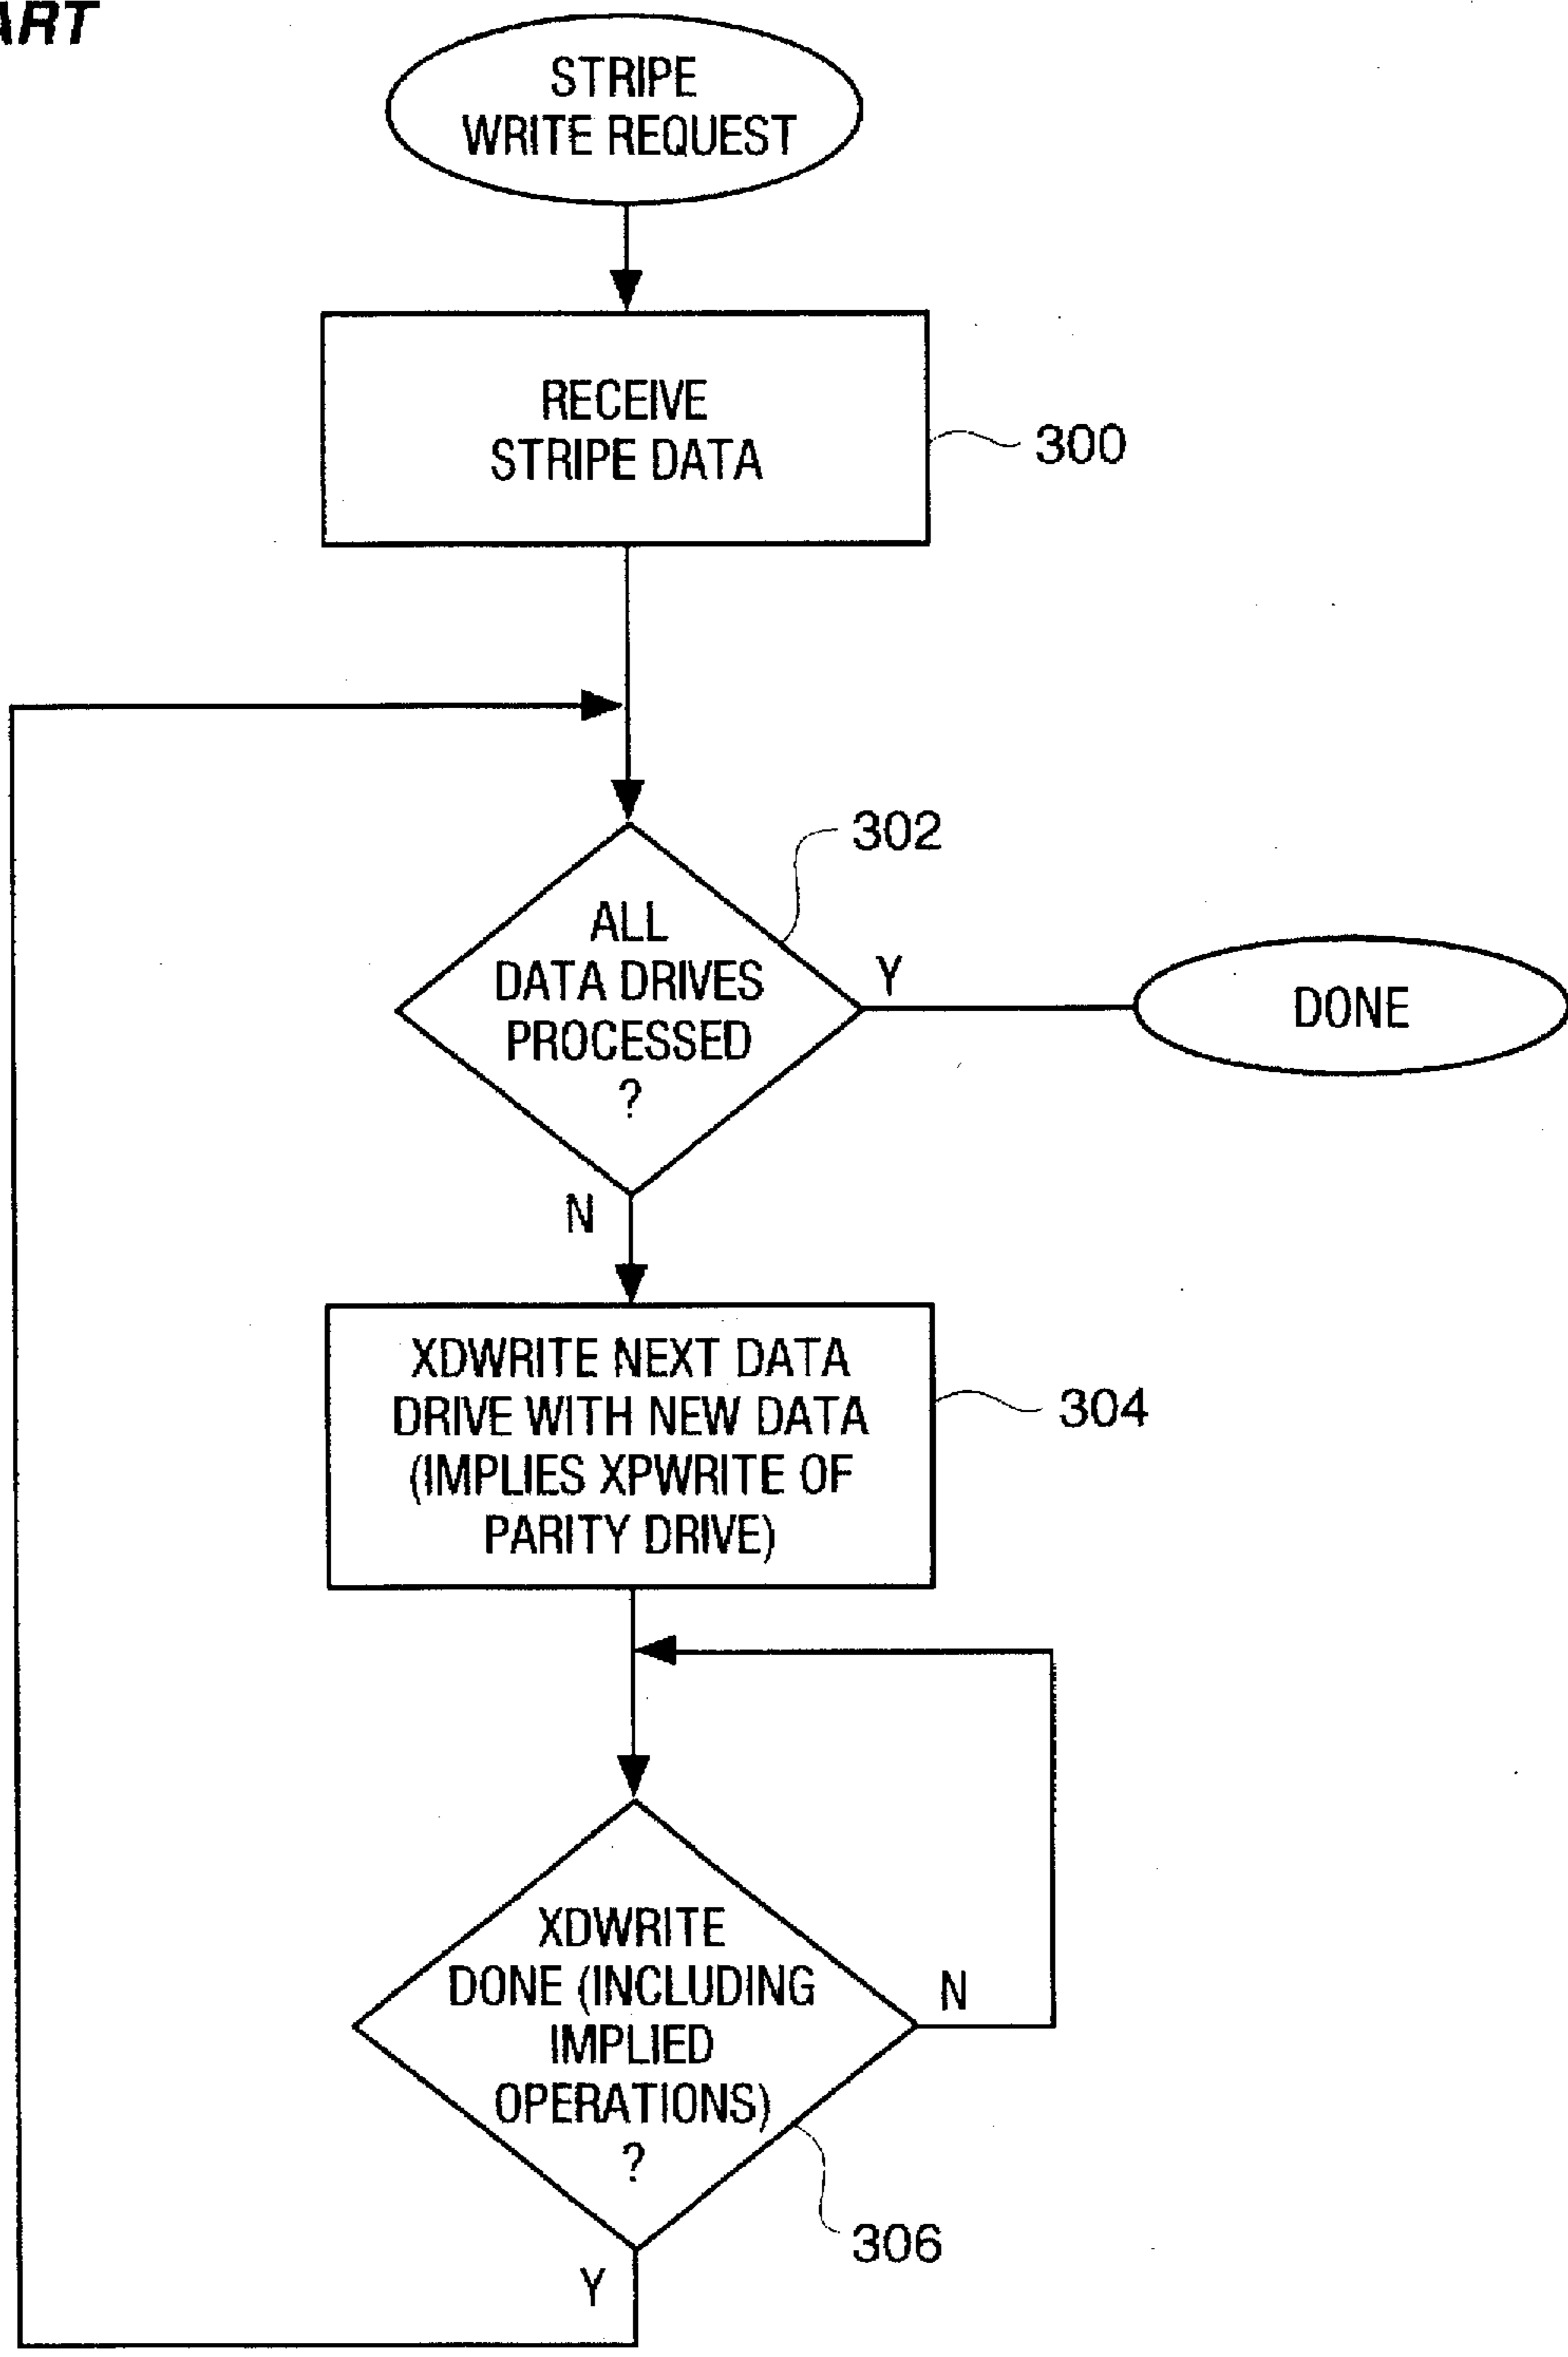 STRIPE
WRITE REQUEST
RECEIVE
STRIPE DATA
300
302
ALL
DATA DRIVES
PROCESSED
?
Y
DONE
N
XDWRITE NEXT DATA
DRIVE WITH NEW DATA
(IMPLIES XPWRITE OF
PARITY DRIVE)
304
XDWRITE
DONE (INCLUDING
IMPLIED
OPERATIONS)
?
N
306
Y